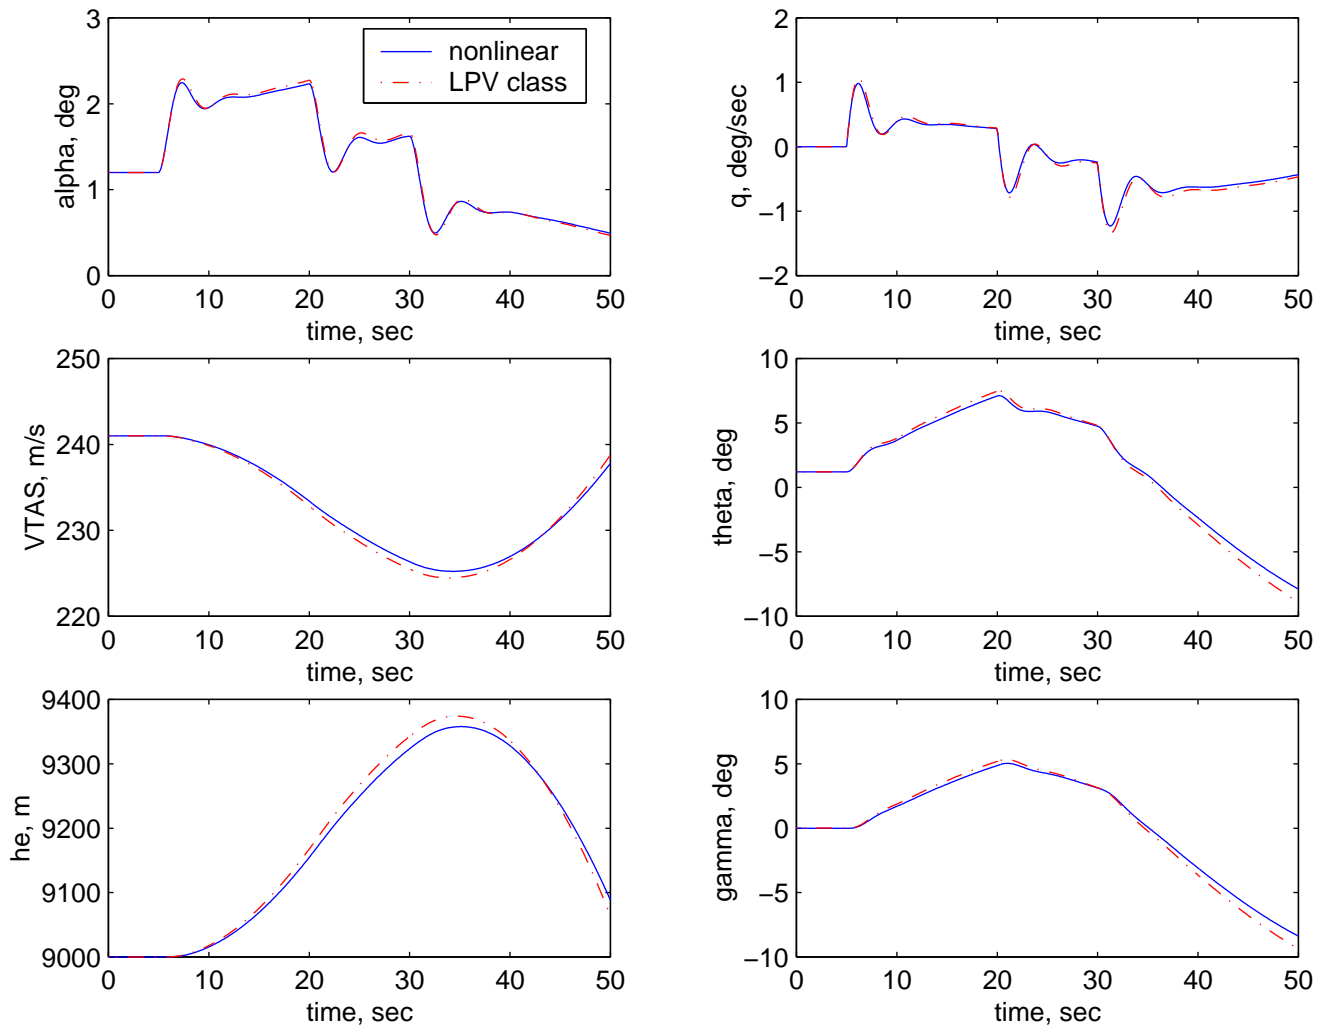 3
2
1
0
alpha, deg
nonlinear
LPV class
0 10 20 30 40 50
time, sec
2
1
0
−1
−2
q, deg/sec
0 10 20 30 40 50
time, sec
250
240
230
220
VTAS, m/s
0 10 20 30 40 50
time, sec
10
5
0
−5
−10
theta, deg
0 10 20 30 40 50
time, sec
9400
9300
9200
9100
9000
he, m
0 10 20 30 40 50
time, sec
10
5
0
−5
−10
gamma, deg
0 10 20 30 40 50
time, sec